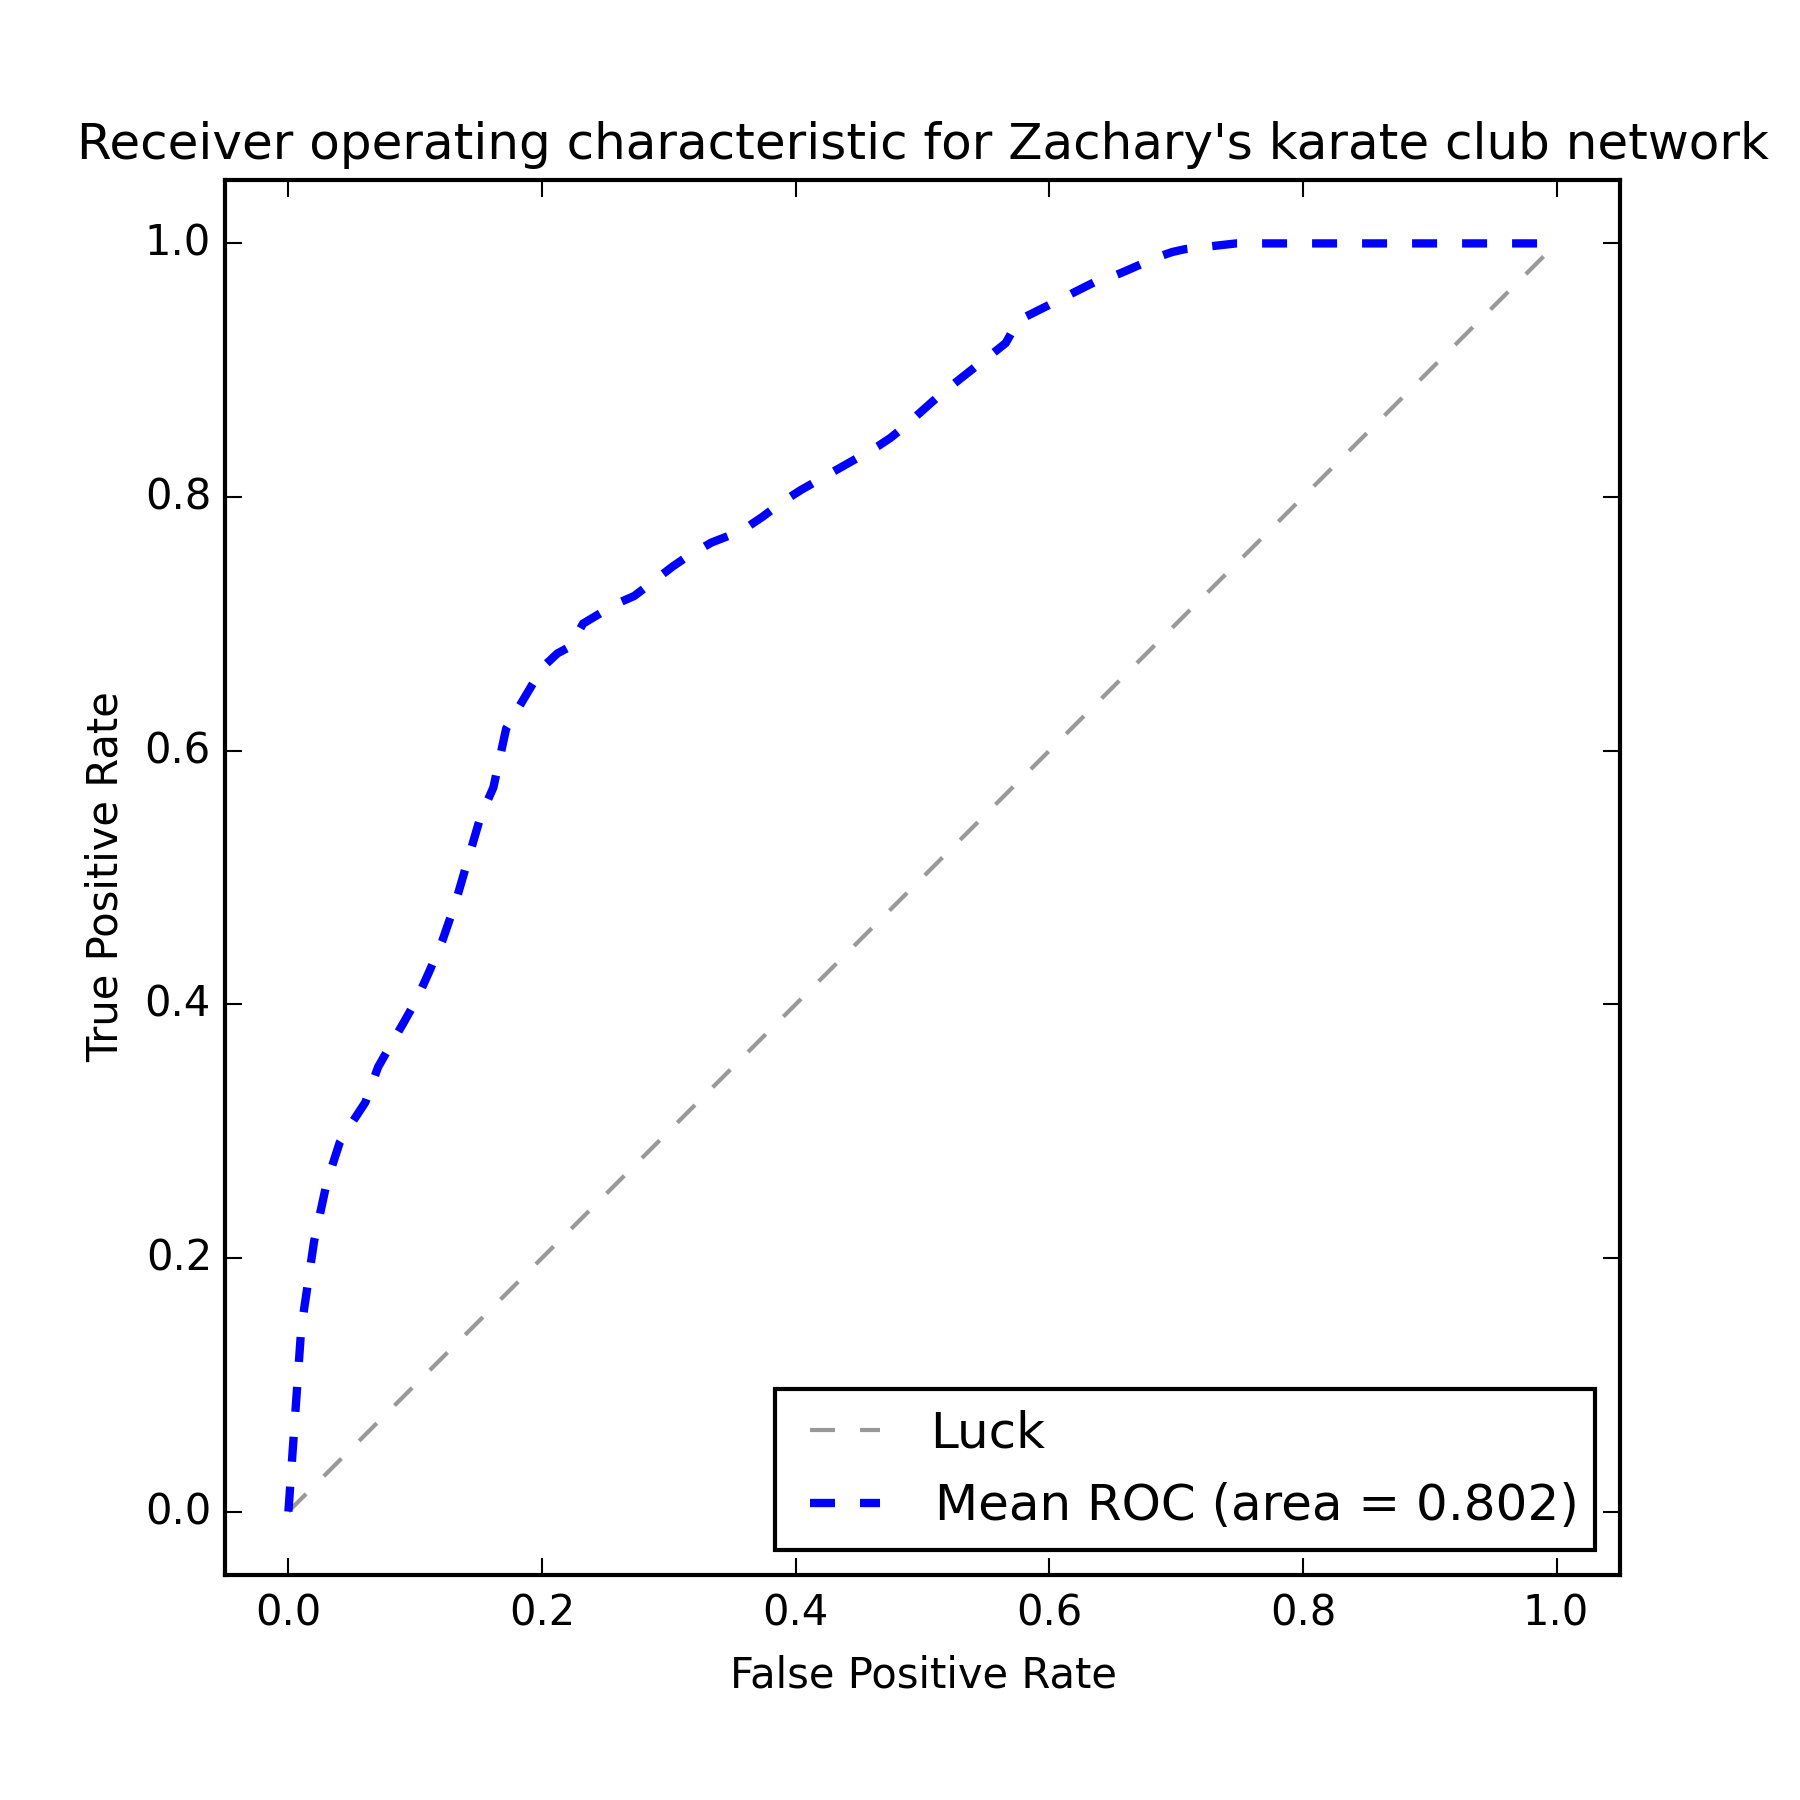 Receiver operating characteristic for Zachary's karate club network
1.0
0.8
0.6
0.4
0.2
0.0
True Positive Rate
Luck
Mean ROC (area = 0.802)
0.0 0.2 0.4 0.6 0.8 1.0
False Positive Rate